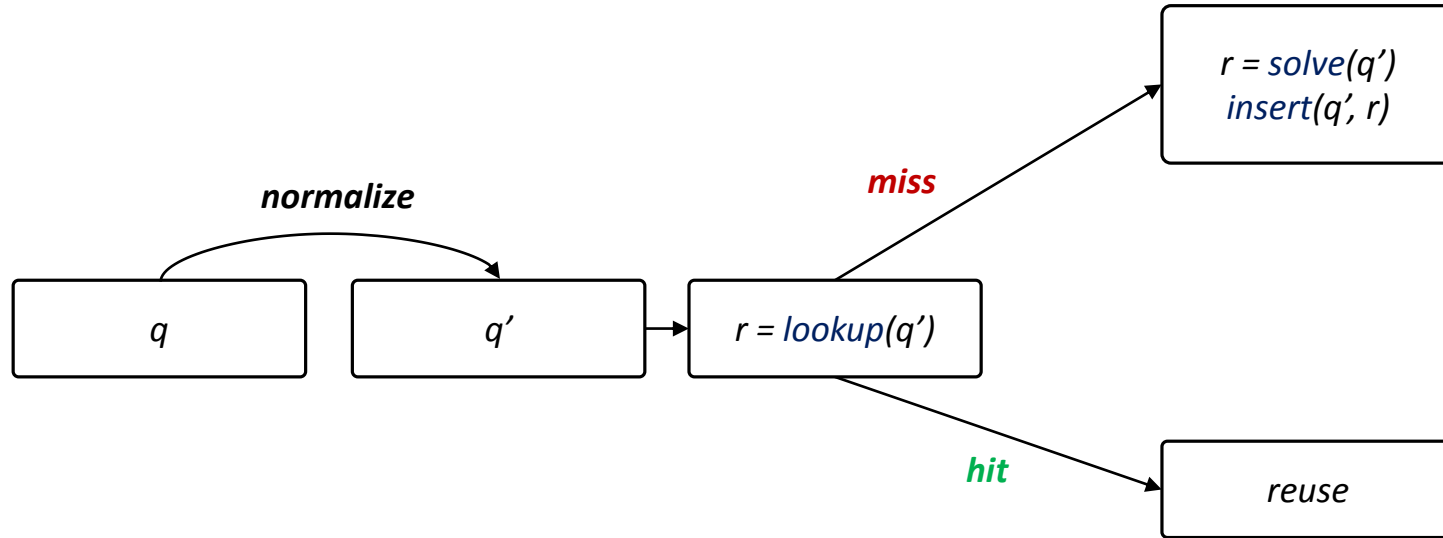 r = solve(q’)
insert(q’, r)
miss
normalize
q
q’
r = lookup(q’)
hit
reuse